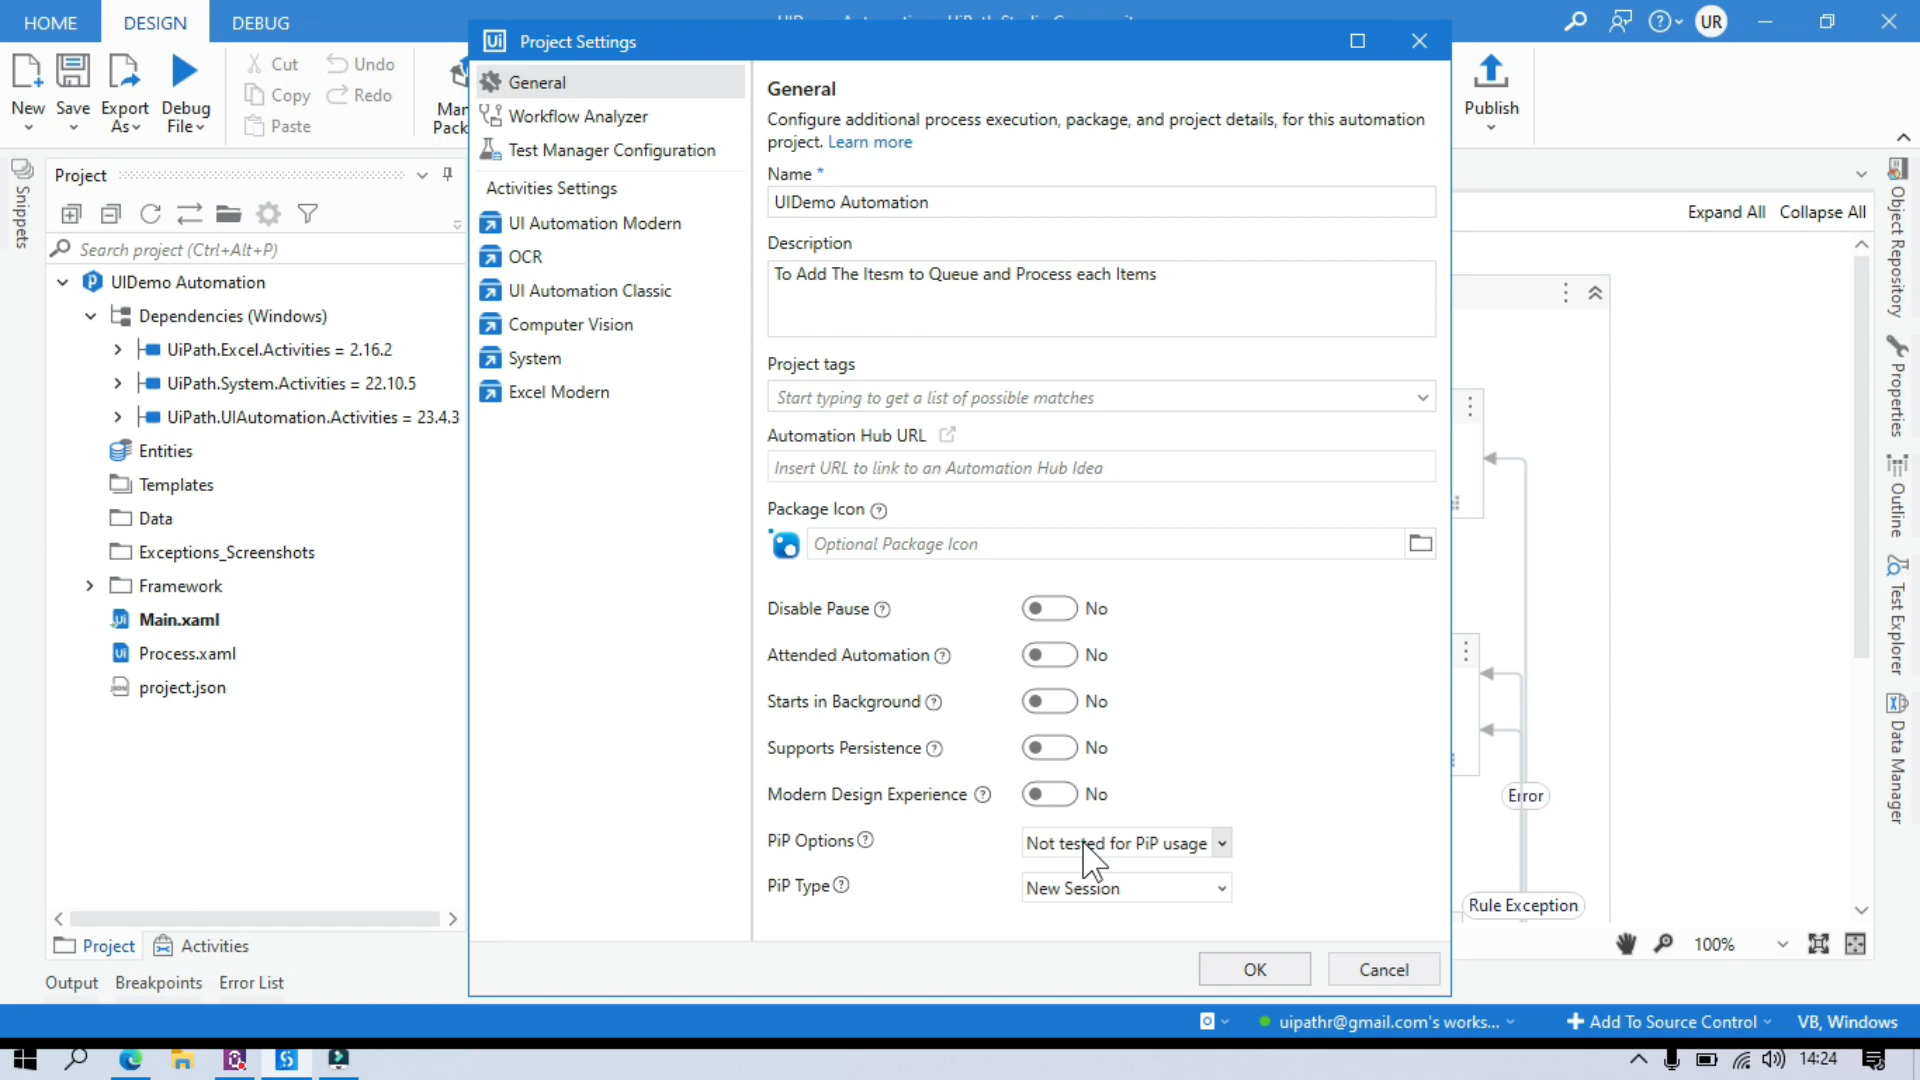 HOME DESIGN DEBUG
UR
New Save Export As Debug File
Cut Copy Paste
Undo Redo
Publish
Snippets
Project
Search project (Ctrl+Alt+P)
UIDemo Automation
Dependencies (Windows)
UiPath.Excel.Activities = 2.16.2
UiPath.System.Activities = 22.10.5
UiPath.UIAutomation.Activities = 23.4.3
Entities
Templates
Data
Exceptions_Screenshots
Framework
Main.xaml
Process.xaml
project.json
Project Activities
Output Breakpoints Error List
Project Settings
General
Workflow Analyzer
Test Manager Configuration
Activities Settings
UI Automation Modern
OCR
UI Automation Classic
Computer Vision
System
Excel Modern
General
Configure additional process execution, package, and project details, for this automation
project. Learn more
Name *
UIDemo Automation
Description
To Add The Itesm to Queue and Process each Items
Project tags
Start typing to get a list of possible matches
Automation Hub URL
Insert URL to link to an Automation Hub Idea
Package Icon
Optional Package Icon
Disable Pause No
Attended Automation No
Starts in Background No
Supports Persistence No
Modern Design Experience No
PiP Options Not tested for PiP usage
PiP Type New Session
OK Cancel
Expand All Collapse All
Error
Rule Exception
100%
Object Repository
Properties
Outline
Test Explorer
Data Manager
uipathr@gmail.com's works... Add To Source Control VB, Windows
14:24